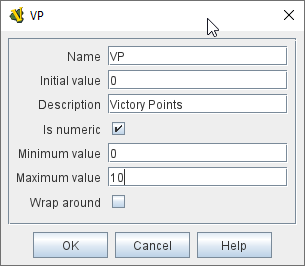 VP
Name VP
Initial value 0
Description Victory Points
Is numeric
Minimum value 0
Maximum value 10
Wrap around
OK Cancel Help